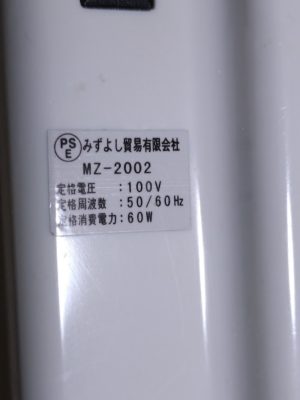 PSE みずよし貿易有限会社
MZ-2002
定格電圧 :100V
定格周波数 :50/60Hz
定格消費電力:60W